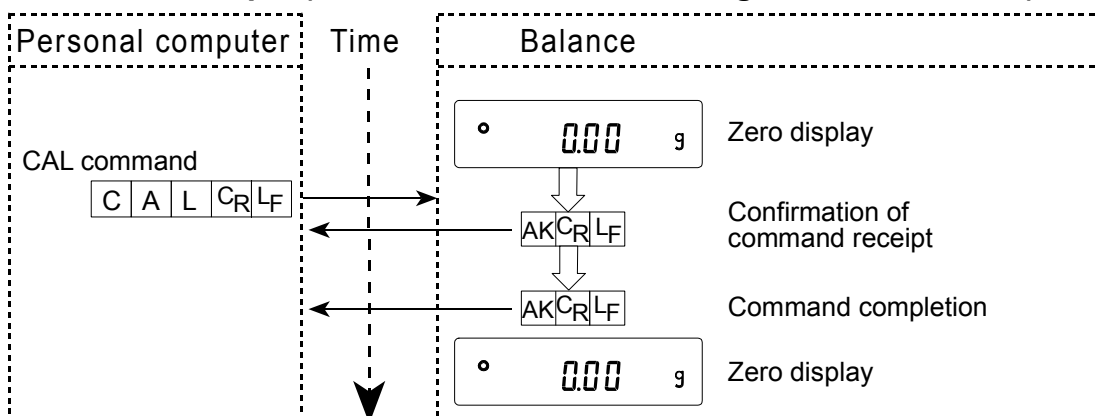 Personal computer Time Balance
0.00 g Zero display
CAL command
C A L CR LF
AK CR LF Confirmation of
command receipt
AK CR LF Command completion
0.00 g Zero display